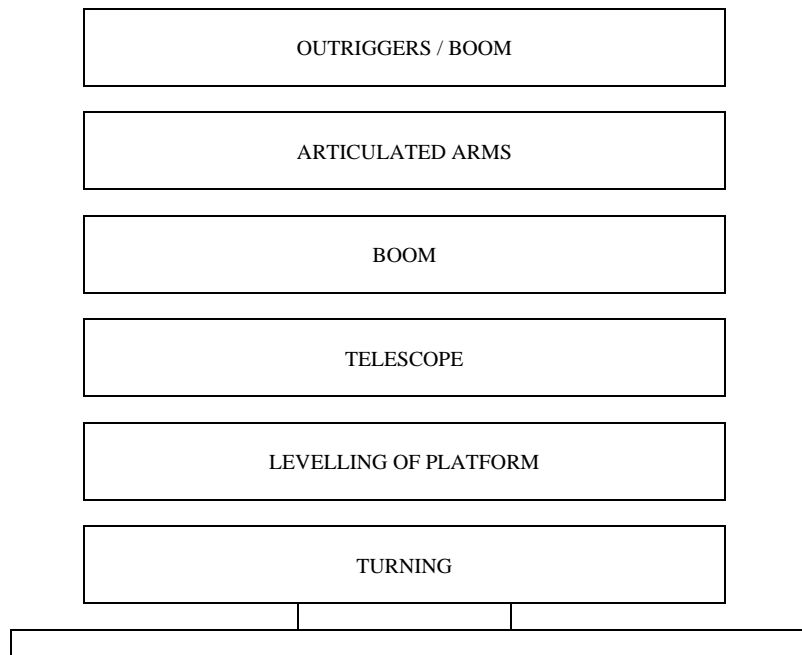 OUTRIGGERS / BOOM
ARTICULATED ARMS
BOOM
TELESCOPE
LEVELLING OF PLATFORM
TURNING